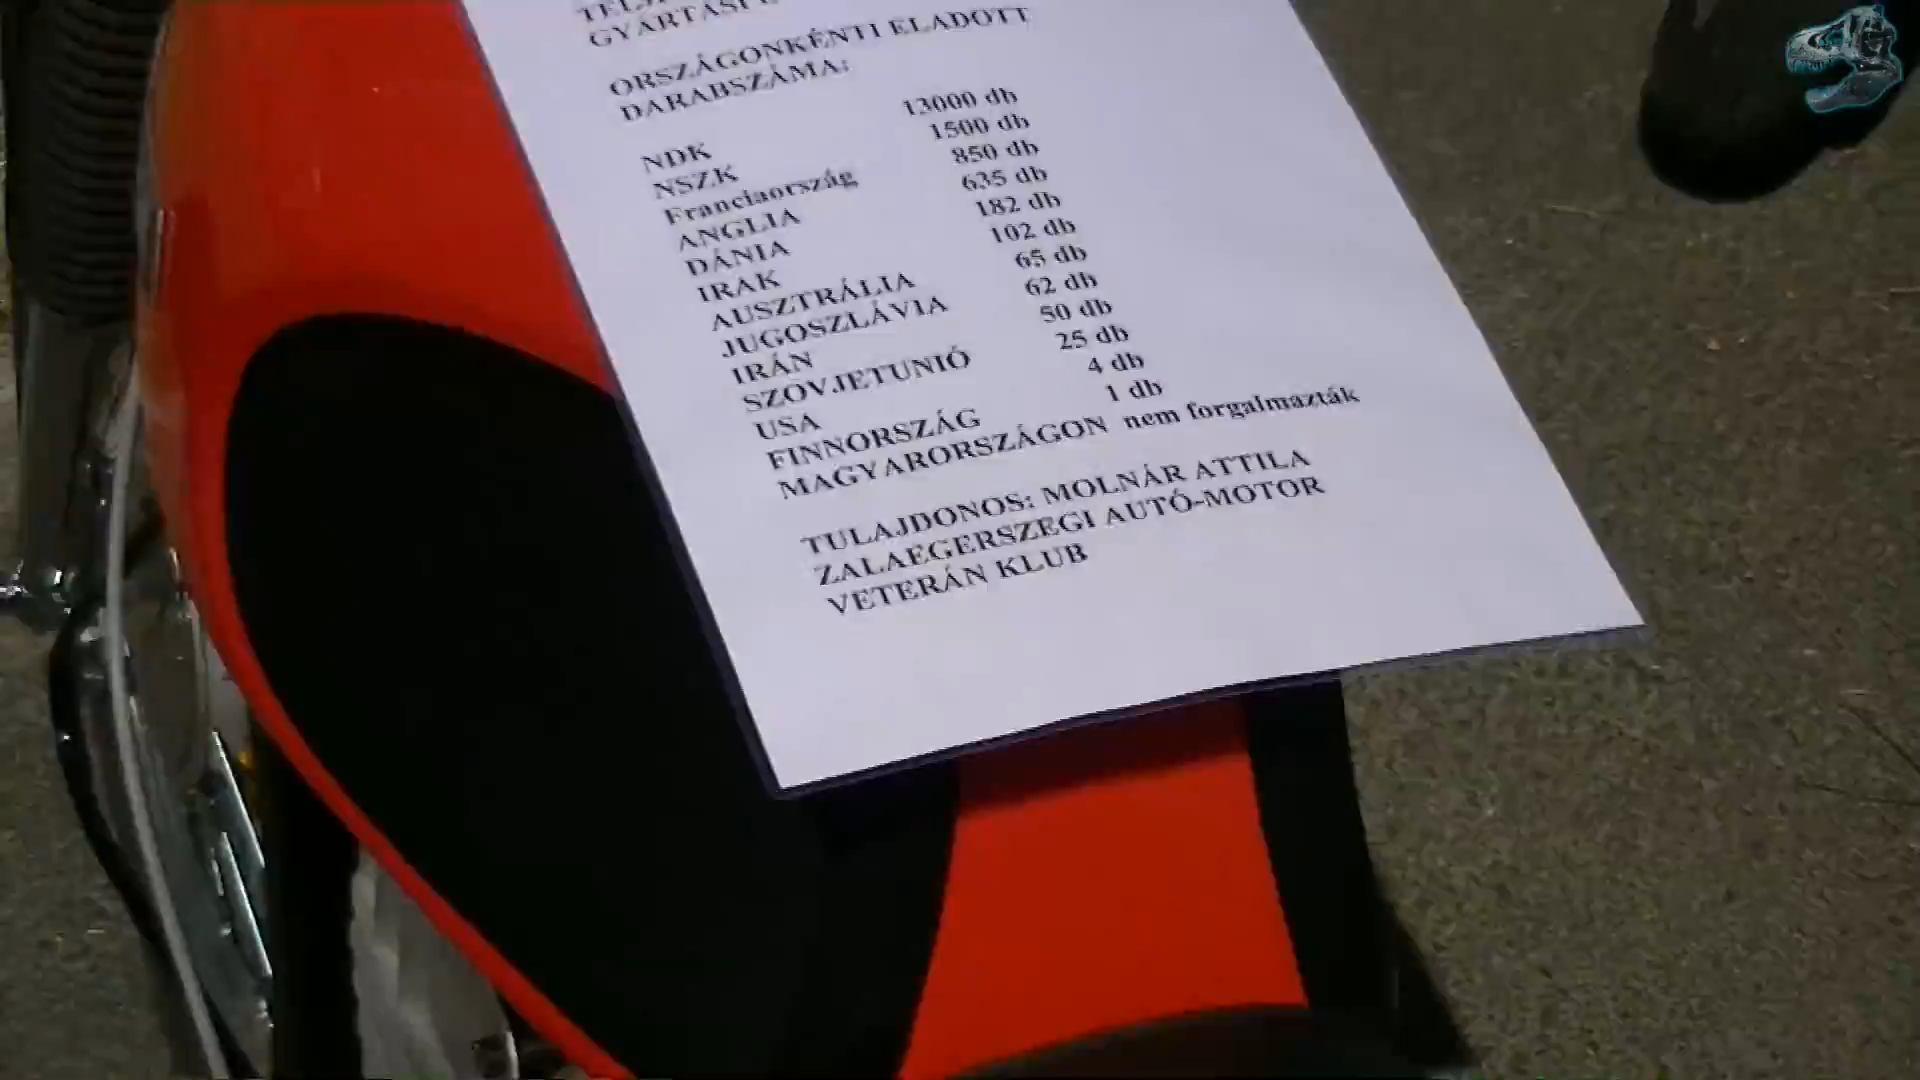 ORSZÁGONKÉNTI ELADOTT
DARABSZÁMA:
NDK 13000 db
NSZK 1500 db
Franciaország 850 db
ANGLIA 635 db
DÁNIA 182 db
IRAK 102 db
AUSZTRÁLIA 65 db
JUGOSZLÁVIA 62 db
IRÁN 50 db
SZOVJETUNIÓ 25 db
USA 4 db
FINNORSZÁG 1 db
MAGYARORSZÁGON nem forgalmazták
TULAJDONOS: MOLNÁR ATTILA
ZALAEGERSZEGI AUTÓ-MOTOR
VETERÁN KLUB